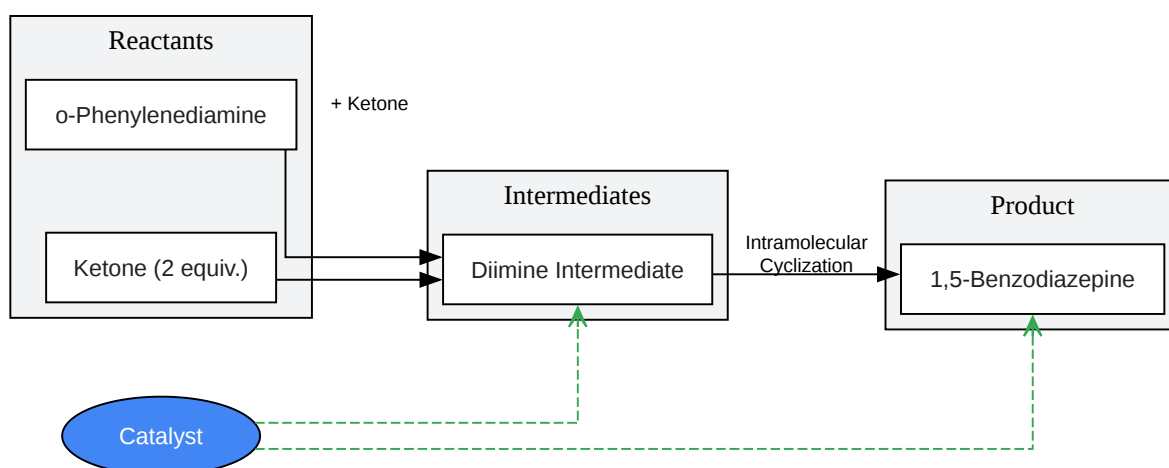 Reactants
o-Phenylenediamine
+ Ketone
Ketone (2 equiv.)
Intermediates
Diimine Intermediate
Intramolecular
Cyclization
Product
1,5-Benzodiazepine
Catalyst